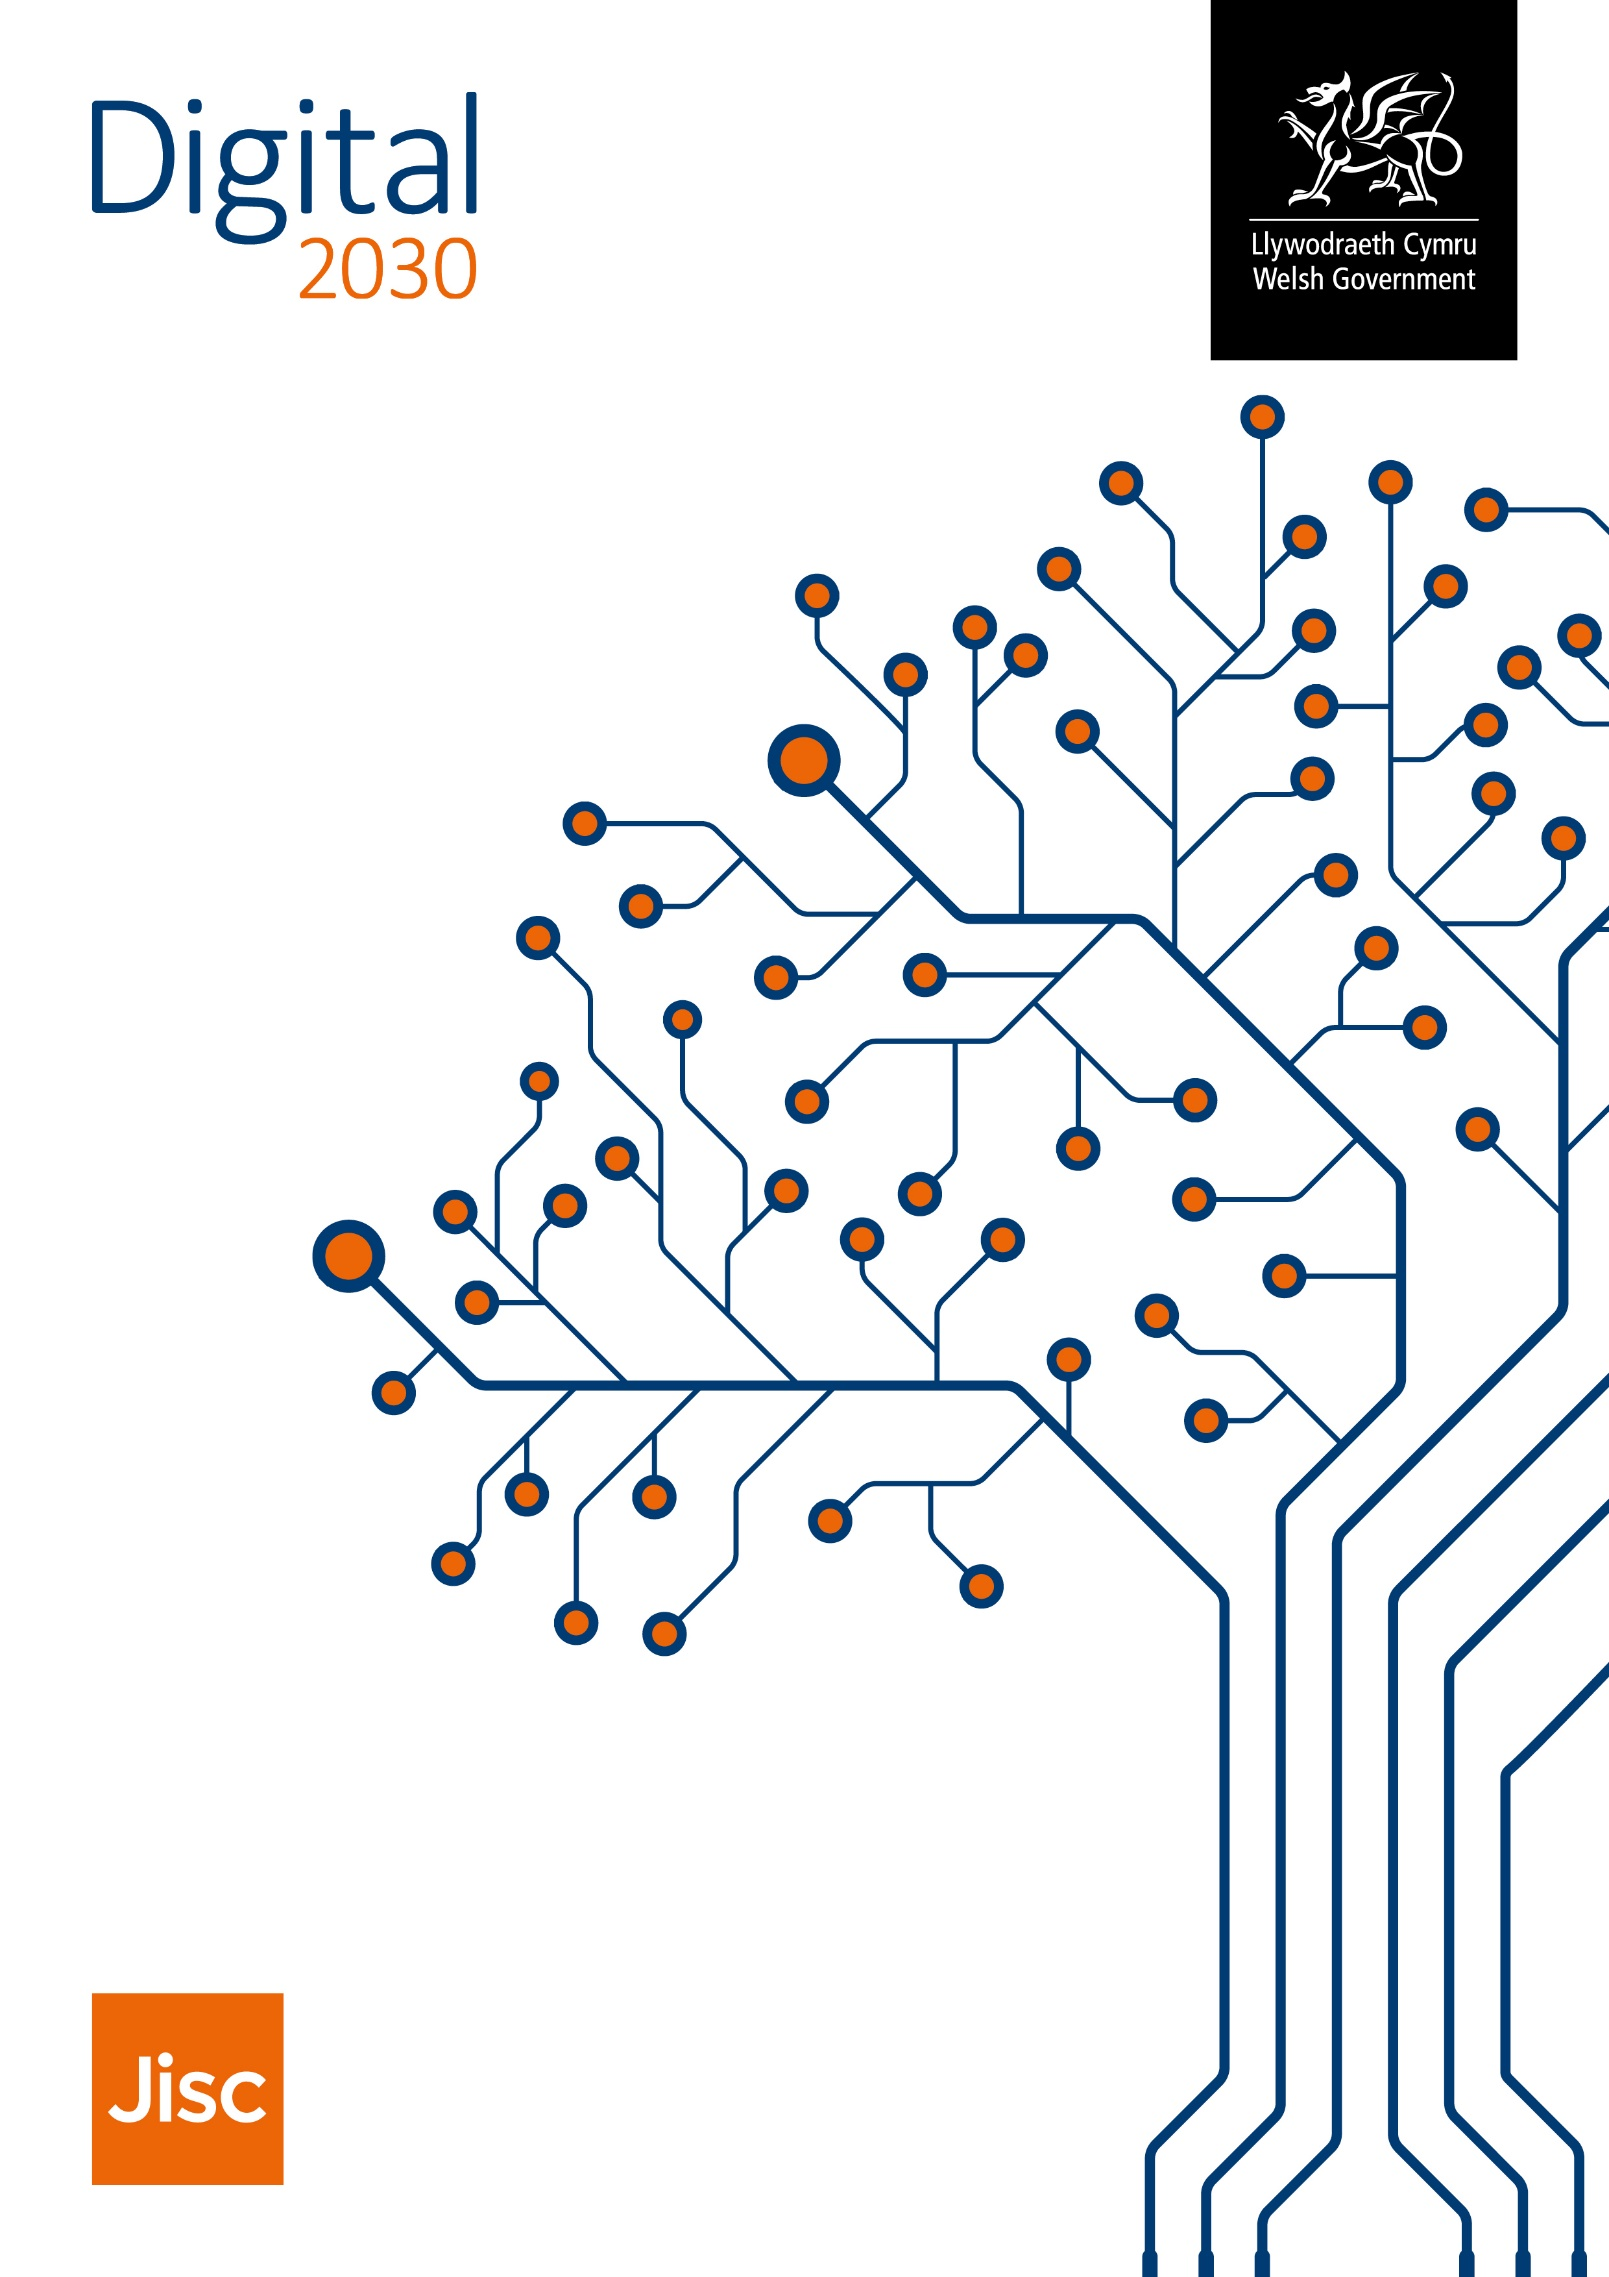 Digital
2030
Llywodraeth Cymru
Welsh Government
Jisc